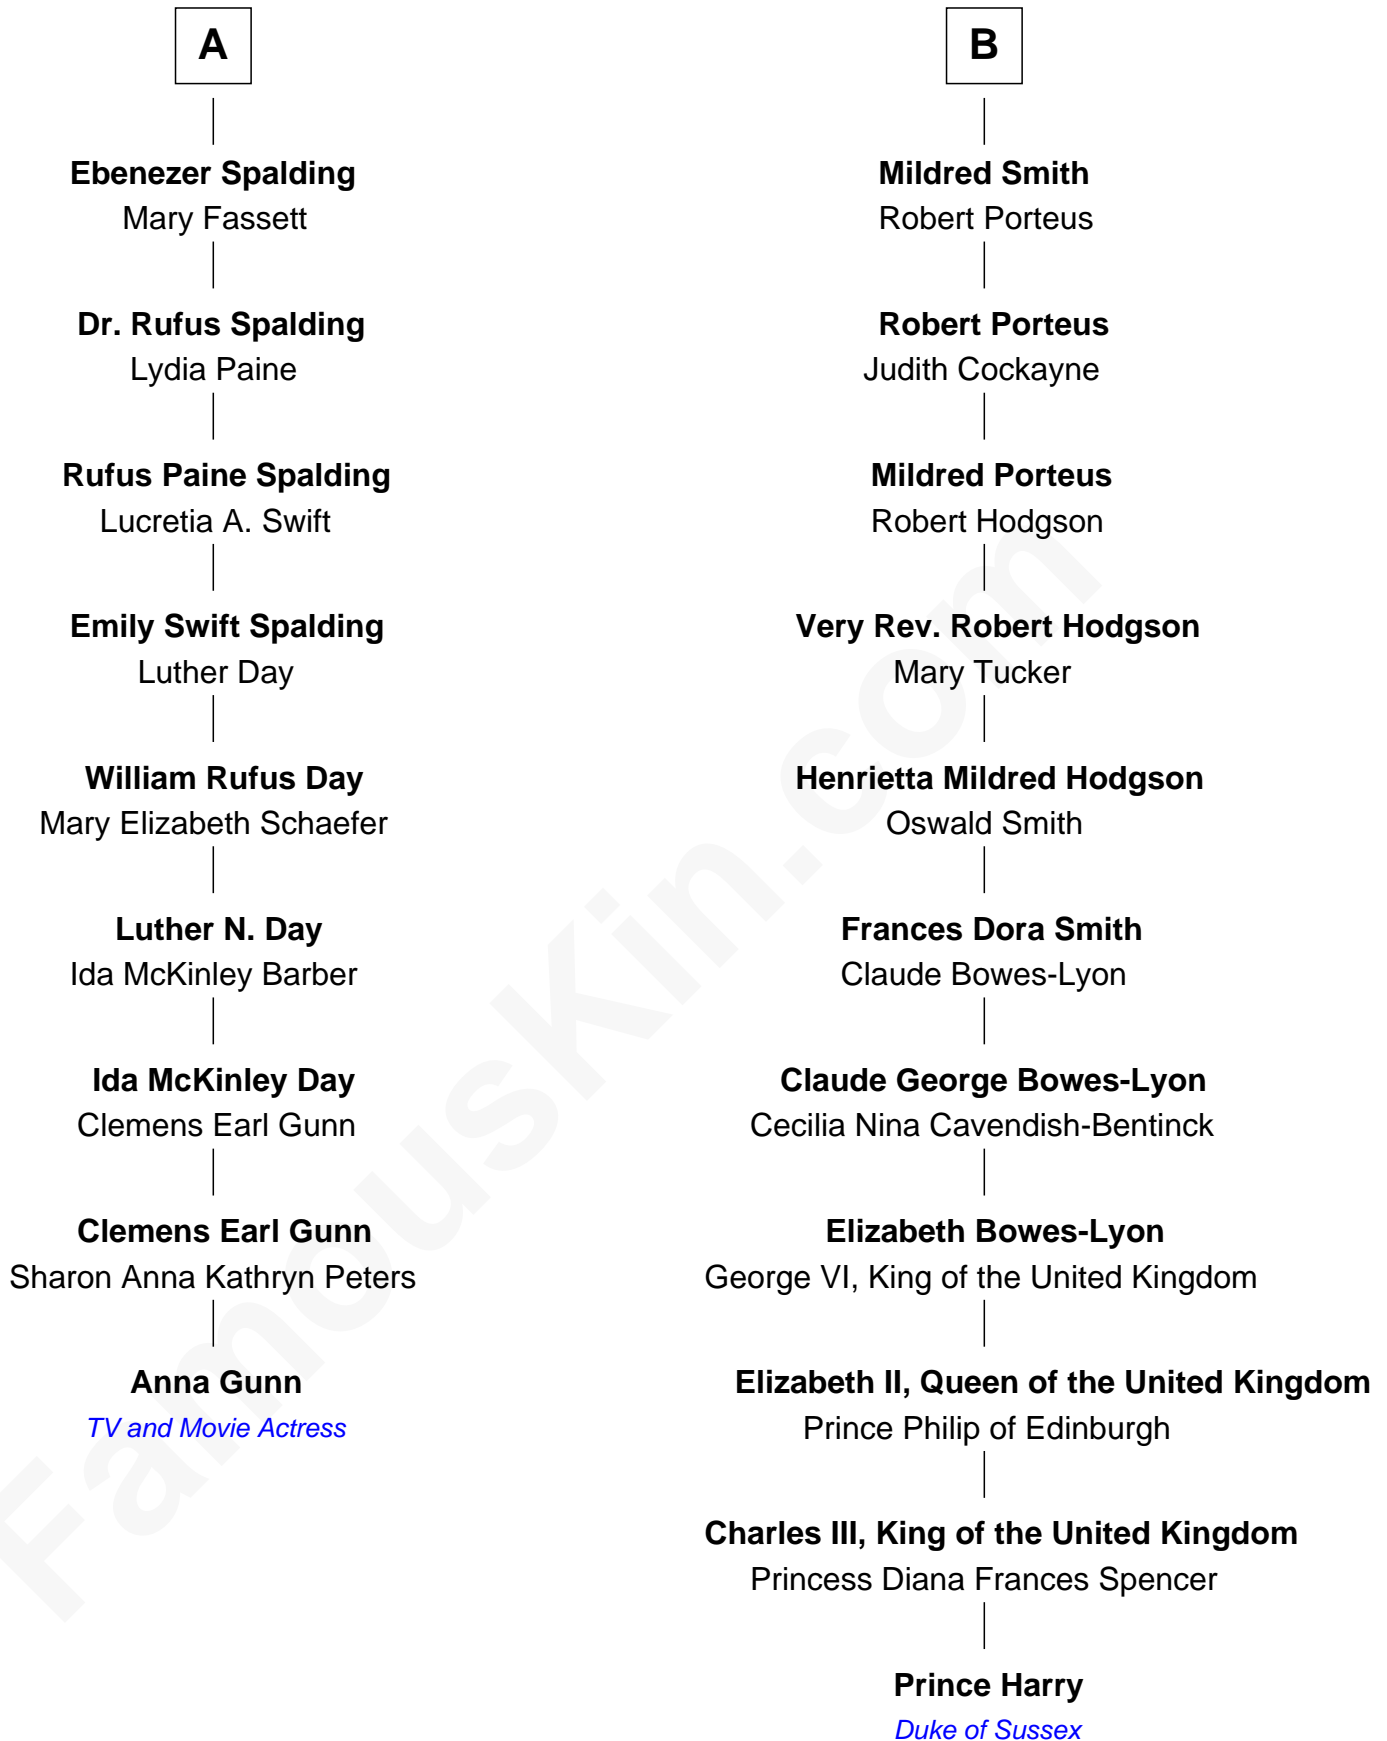 A
Ebenezer Spalding
Mary Fassett
Dr. Rufus Spalding
Lydia Paine
Rufus Paine Spalding
Lucretia A. Swift
Emily Swift Spalding
Luther Day
William Rufus Day
Mary Elizabeth Schaefer
Luther N. Day
Ida McKinley Barber
Ida McKinley Day
Clemens Earl Gunn
Clemens Earl Gunn
Sharon Anna Kathryn Peters
Anna Gunn
TV and Movie Actress
B
Mildred Smith
Robert Porteus
Robert Porteus
Judith Cockayne
Mildred Porteus
Robert Hodgson
Very Rev. Robert Hodgson
Mary Tucker
Henrietta Mildred Hodgson
Oswald Smith
Frances Dora Smith
Claude Bowes-Lyon
Claude George Bowes-Lyon
Cecilia Nina Cavendish-Bentinck
Elizabeth Bowes-Lyon
George VI, King of the United Kingdom
Elizabeth II, Queen of the United Kingdom
Prince Philip of Edinburgh
Charles III, King of the United Kingdom
Princess Diana Frances Spencer
Prince Harry
Duke of Sussex
FamousKin.com